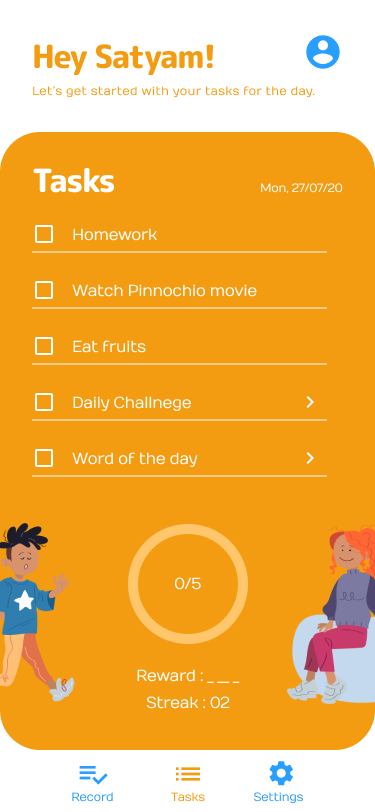 Hey Satyam!
Let's get started with your tasks for the day.
Tasks
Mon, 27/07/20
Homework
Watch Pinnochio movie
Eat fruits
Daily Challnege
Word of the day
0/5
Reward : _ __ _
Streak : 02
Record Tasks Settings